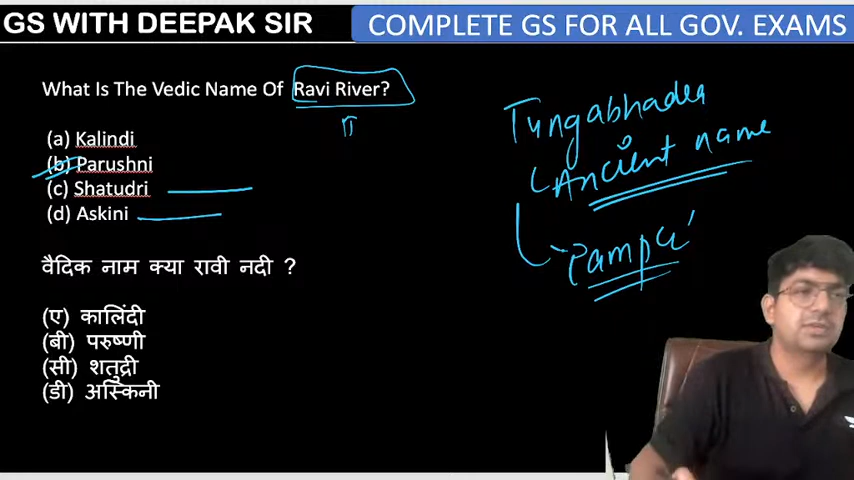 GS WITH DEEPAK SIR
COMPLETE GS FOR ALL GOV. EXAMS
What Is The Vedic Name Of Ravi River?
(a) Kalindi
(b) Parushni
(c) Shatudri
(d) Askini
वैदिक नाम क्या रावी नदी ?
(ए) कालिंदी
(बी) परुष्णी
(सी) शतुद्री
(डी) अस्किनी
Tungabhadra
Ancient name
Pampa